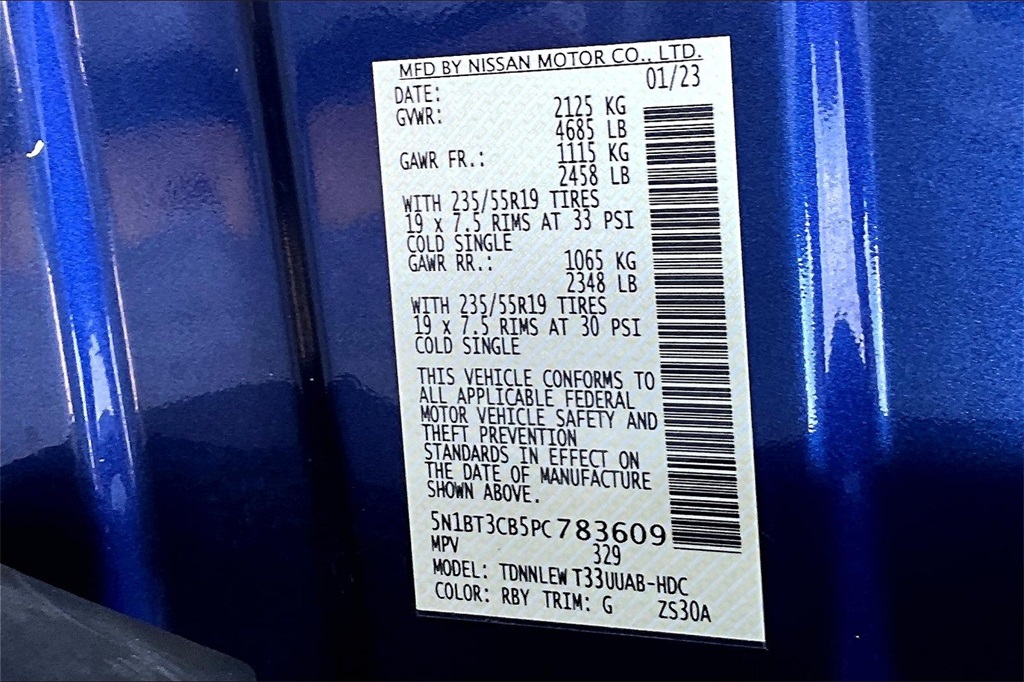 MFD BY NISSAN MOTOR CO., LTD.
DATE: 01/23
GVWR: 2125 KG
4685 LB
GAWR FR.: 1115 KG
2458 LB
WITH 235/55R19 TIRES
19 x 7.5 RIMS AT 33 PSI
COLD SINGLE
GAWR RR.: 1065 KG
2348 LB
WITH 235/55R19 TIRES
19 x 7.5 RIMS AT 30 PSI
COLD SINGLE
THIS VEHICLE CONFORMS TO
ALL APPLICABLE FEDERAL
MOTOR VEHICLE SAFETY AND
THEFT PREVENTION
STANDARDS IN EFFECT ON
THE DATE OF MANUFACTURE
SHOWN ABOVE.
5N1BT3CB5PC783609
MPV 329
MODEL: TDNNLEW T33UUAB-HDC
COLOR: RBY TRIM: G ZS30A